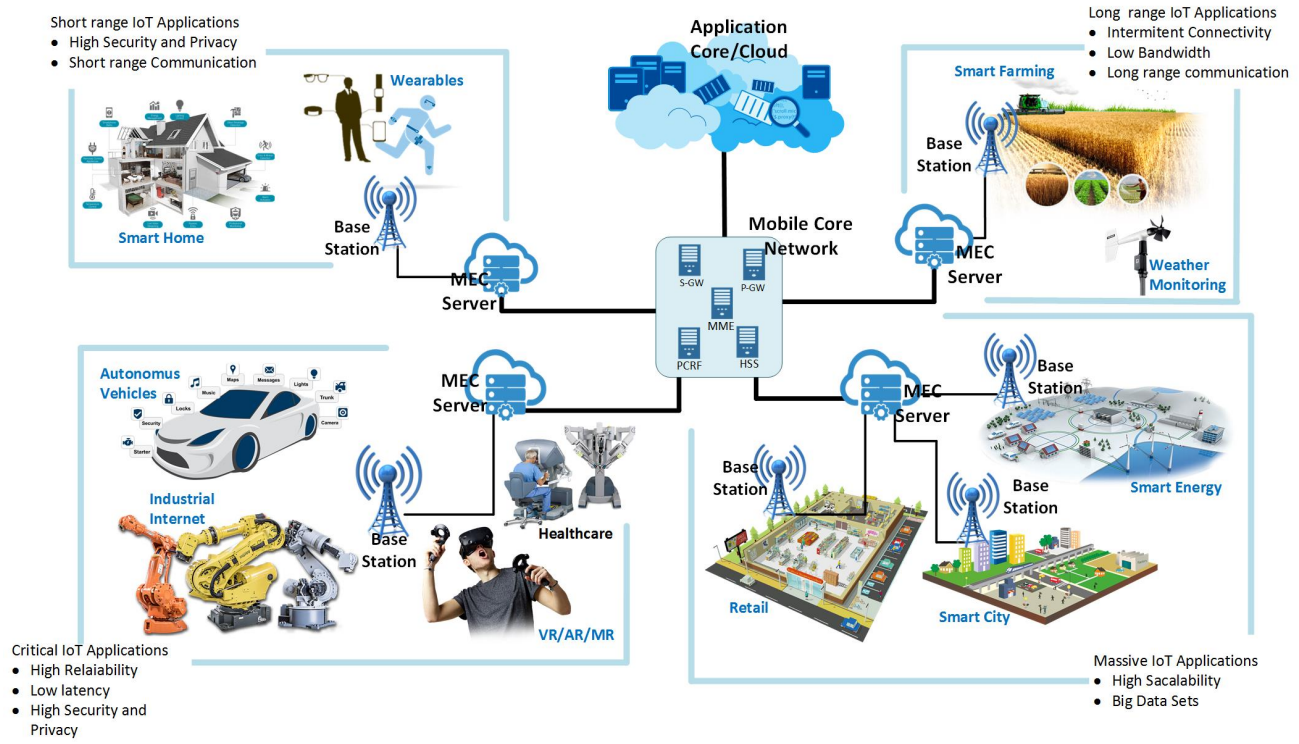 Short range IoT Applications
● High Security and Privacy
● Short range Communication
Wearables
Smart Home
Base
Station
MEC
Server
Application
Core/Cloud
Mobile Core
Network
S-GW
P-GW
MME
PCRF
HSS
Long range IoT Applications
● Intermitent Connectivity
● Low Bandwidth
● Long range communication
Smart Farming
Base
Station
MEC
Server
Weather
Monitoring
Autonomus
Vehicles
Maps
Messages
Lights
Music
Trunk
Locks
Camera
Security
Starter
MEC
Server
Industrial
Internet
Base
Station
Healthcare
VR/AR/MR
Critical IoT Applications
● High Relaiability
● Low latency
● High Security and
Privacy
MEC
Server
Base
Station
Smart Energy
Base
Station
Retail
Base
Station
Smart City
Massive IoT Applications
● High Sacalability
● Big Data Sets